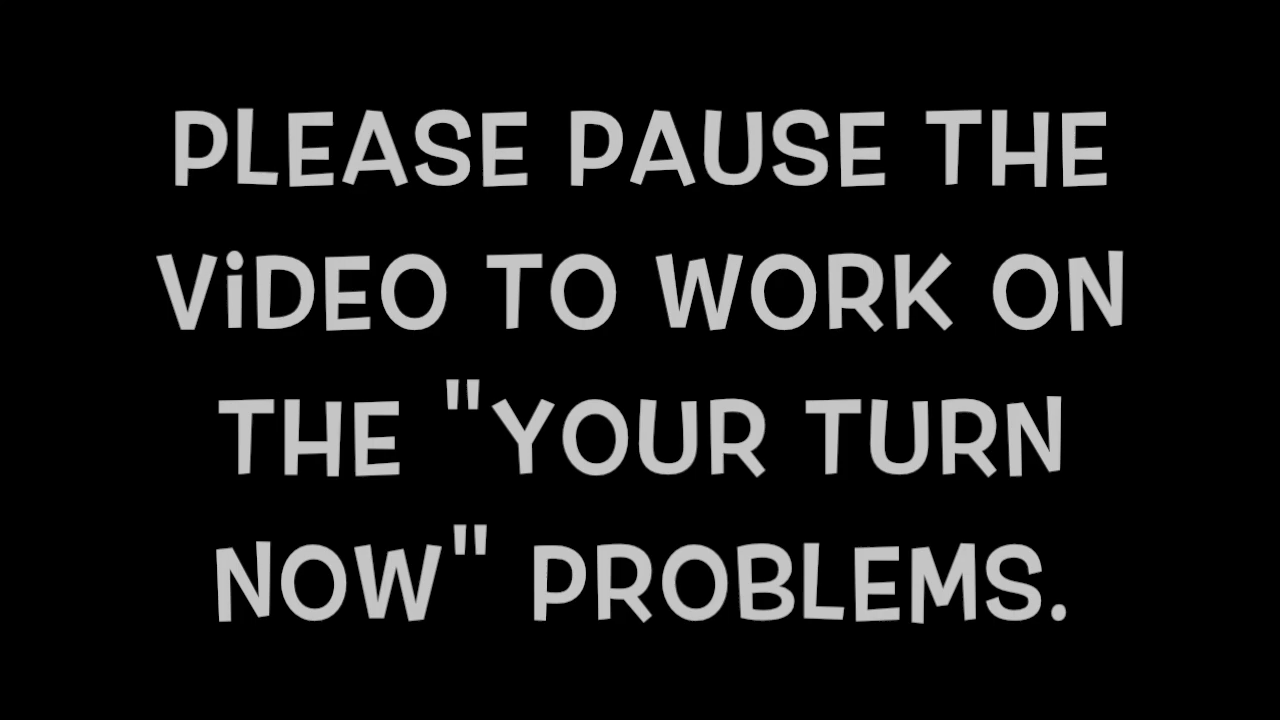 PLEASE PAUSE THE
ViDEO TO WORK ON
THE "YOUR TURN
NOW" PROBLEMS.